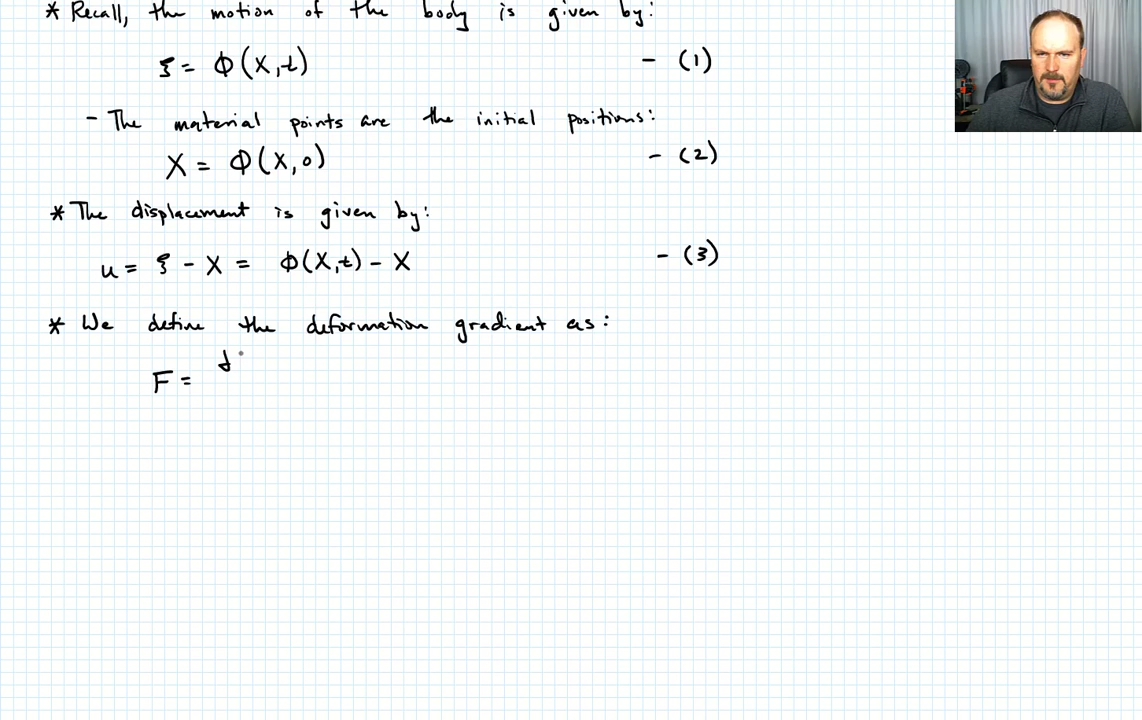 * Recall, the motion of the body is given by:
ξ = Φ(X,t) - (1)
- The material points are the initial positions:
X = Φ(X,0) - (2)
* The displacement is given by:
u = ξ - X = Φ(X,t) - X - (3)
* We define the deformation gradient as:
F = d